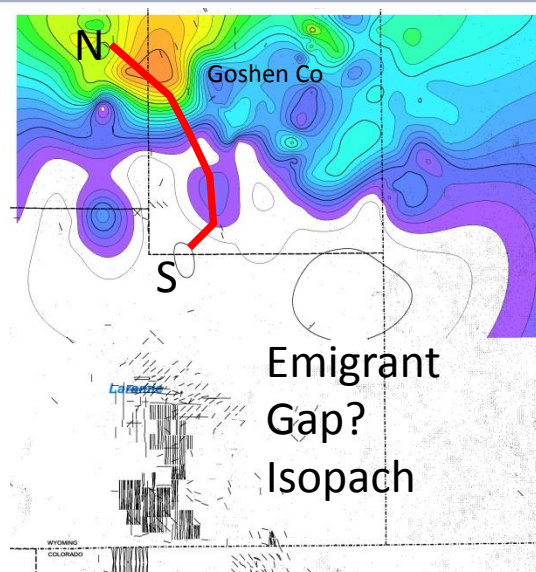 N
Goshen Co
S
Emigrant
Gap?
Isopach
Laramie
WYOMING
COLORADO